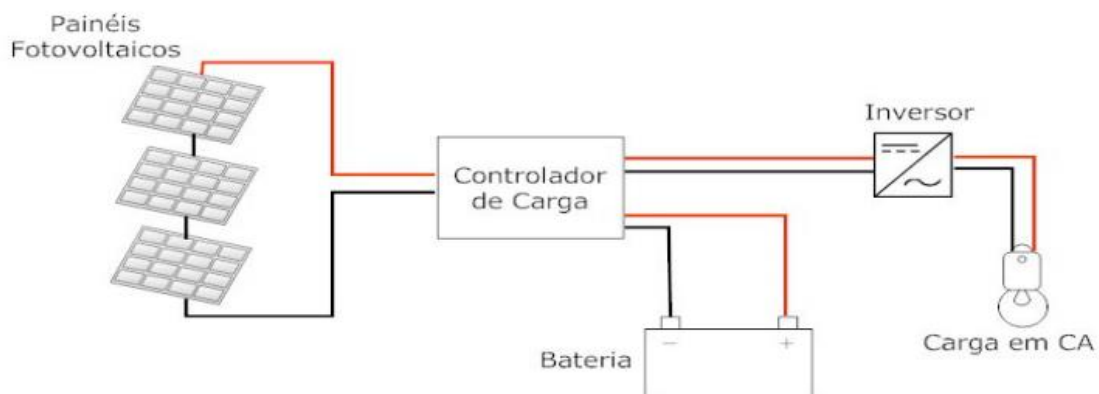 Painéis
Fotovoltaicos
Inversor
Controlador
de Carga
Carga em CA
Bateria
− +